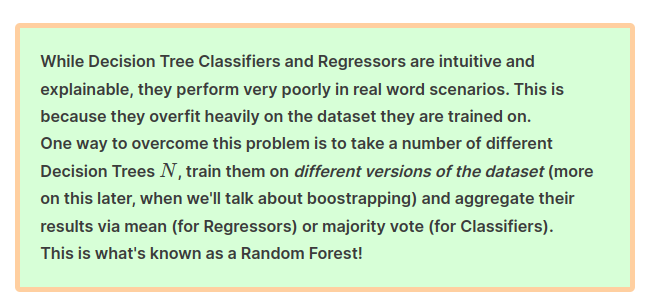 While Decision Tree Classifiers and Regressors are intuitive and
explainable, they perform very poorly in real word scenarios. This is
because they overfit heavily on the dataset they are trained on.
One way to overcome this problem is to take a number of different
Decision Trees N, train them on different versions of the dataset (more
on this later, when we'll talk about boostrapping) and aggregate their
results via mean (for Regressors) or majority vote (for Classifiers).
This is what's known as a Random Forest!